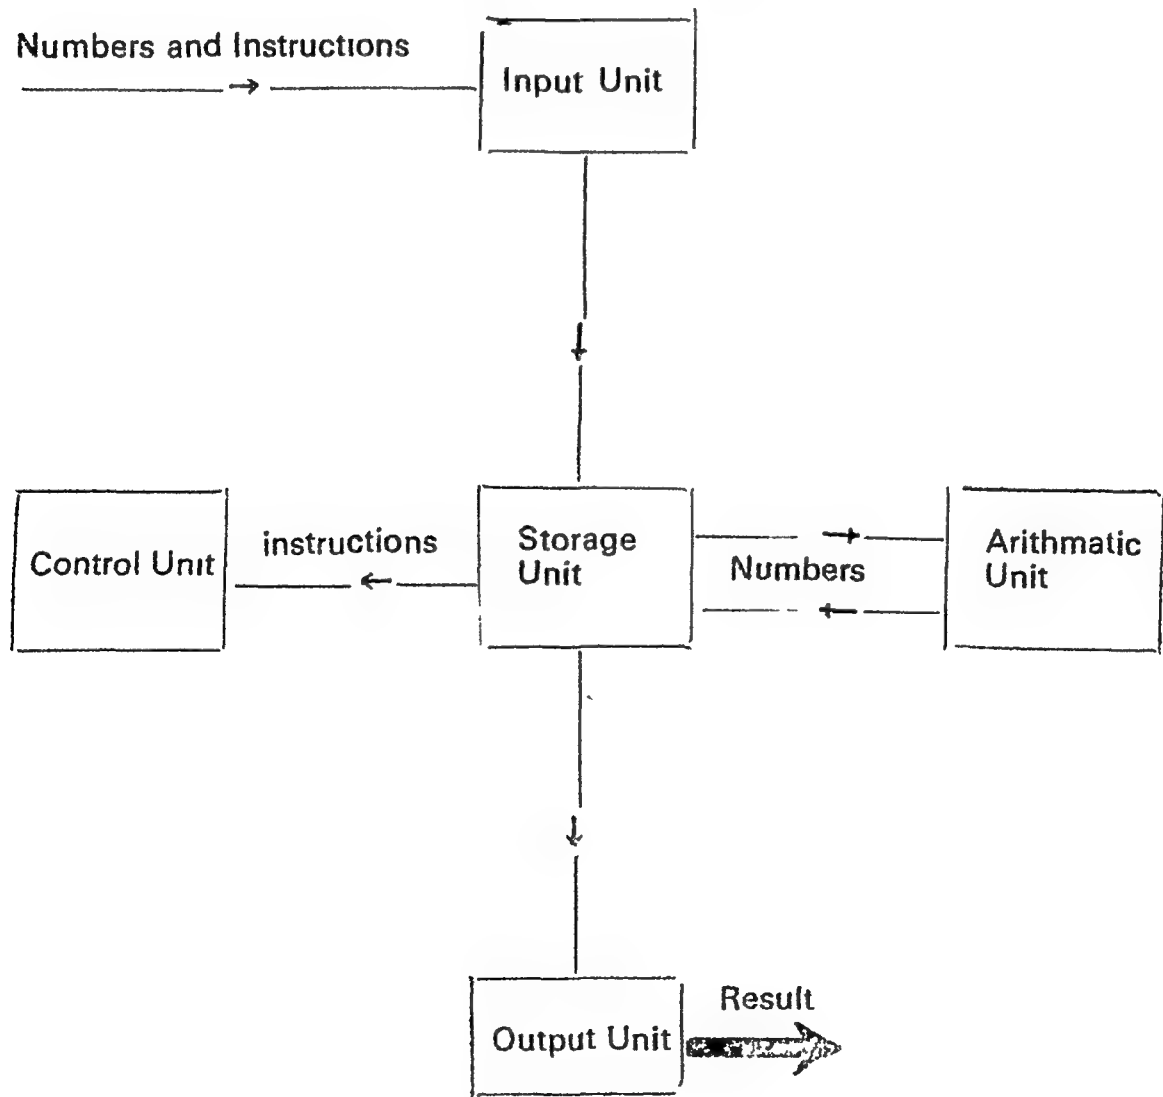 Numbers and Instructions
Input Unit
Control Unit
instructions
Storage
Unit
Numbers
Arithmatic
Unit
Output Unit
Result